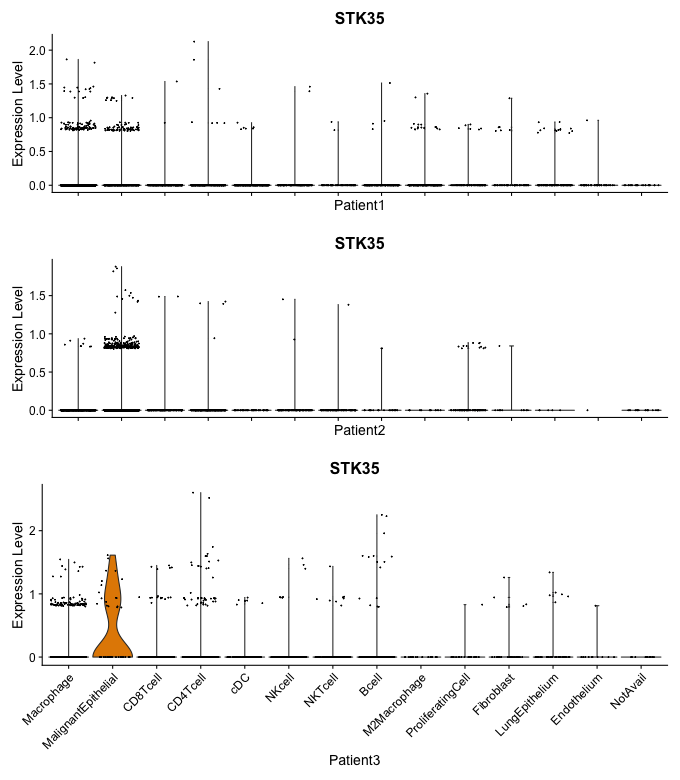 STK35
Expression Level
2.0
1.5
1.0
0.5
0.0
Patient1
STK35
Expression Level
1.5
1.0
0.5
0.0
Patient2
STK35
Expression Level
2
1
0
Macrophage
MalignantEpithelial
CD8Tcell
CD4Tcell
cDC
NKcell
NKTcell
Bcell
M2Macrophage
ProliferatingCell
Fibroblast
LungEpithelium
Endothelium
NotAvail
Patient3